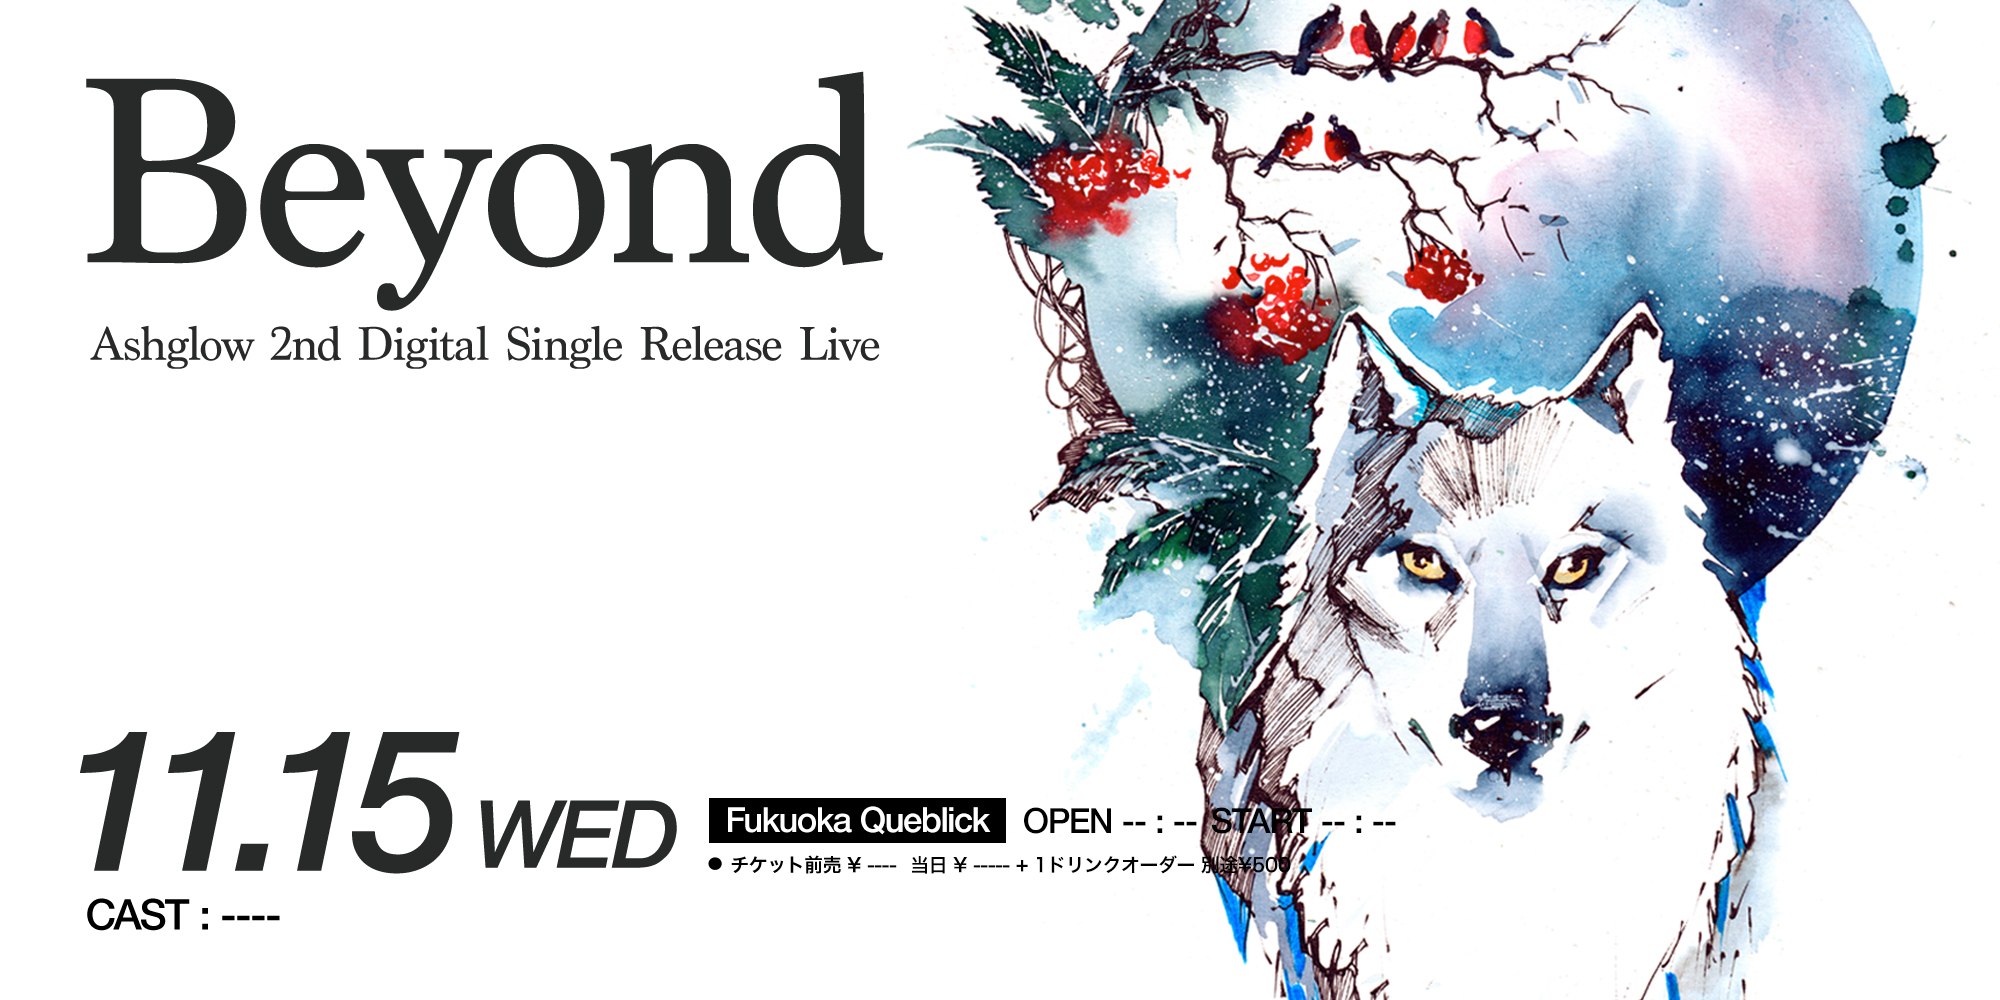 Beyond
Ashglow 2nd Digital Single Release Live
11.15 WED
Fukuoka Queblick OPEN -- : -- START -- : --
● チケット前売 ¥ ---- 当日 ¥ ----- + 1ドリンクオーダー 別途¥500
CAST : ----